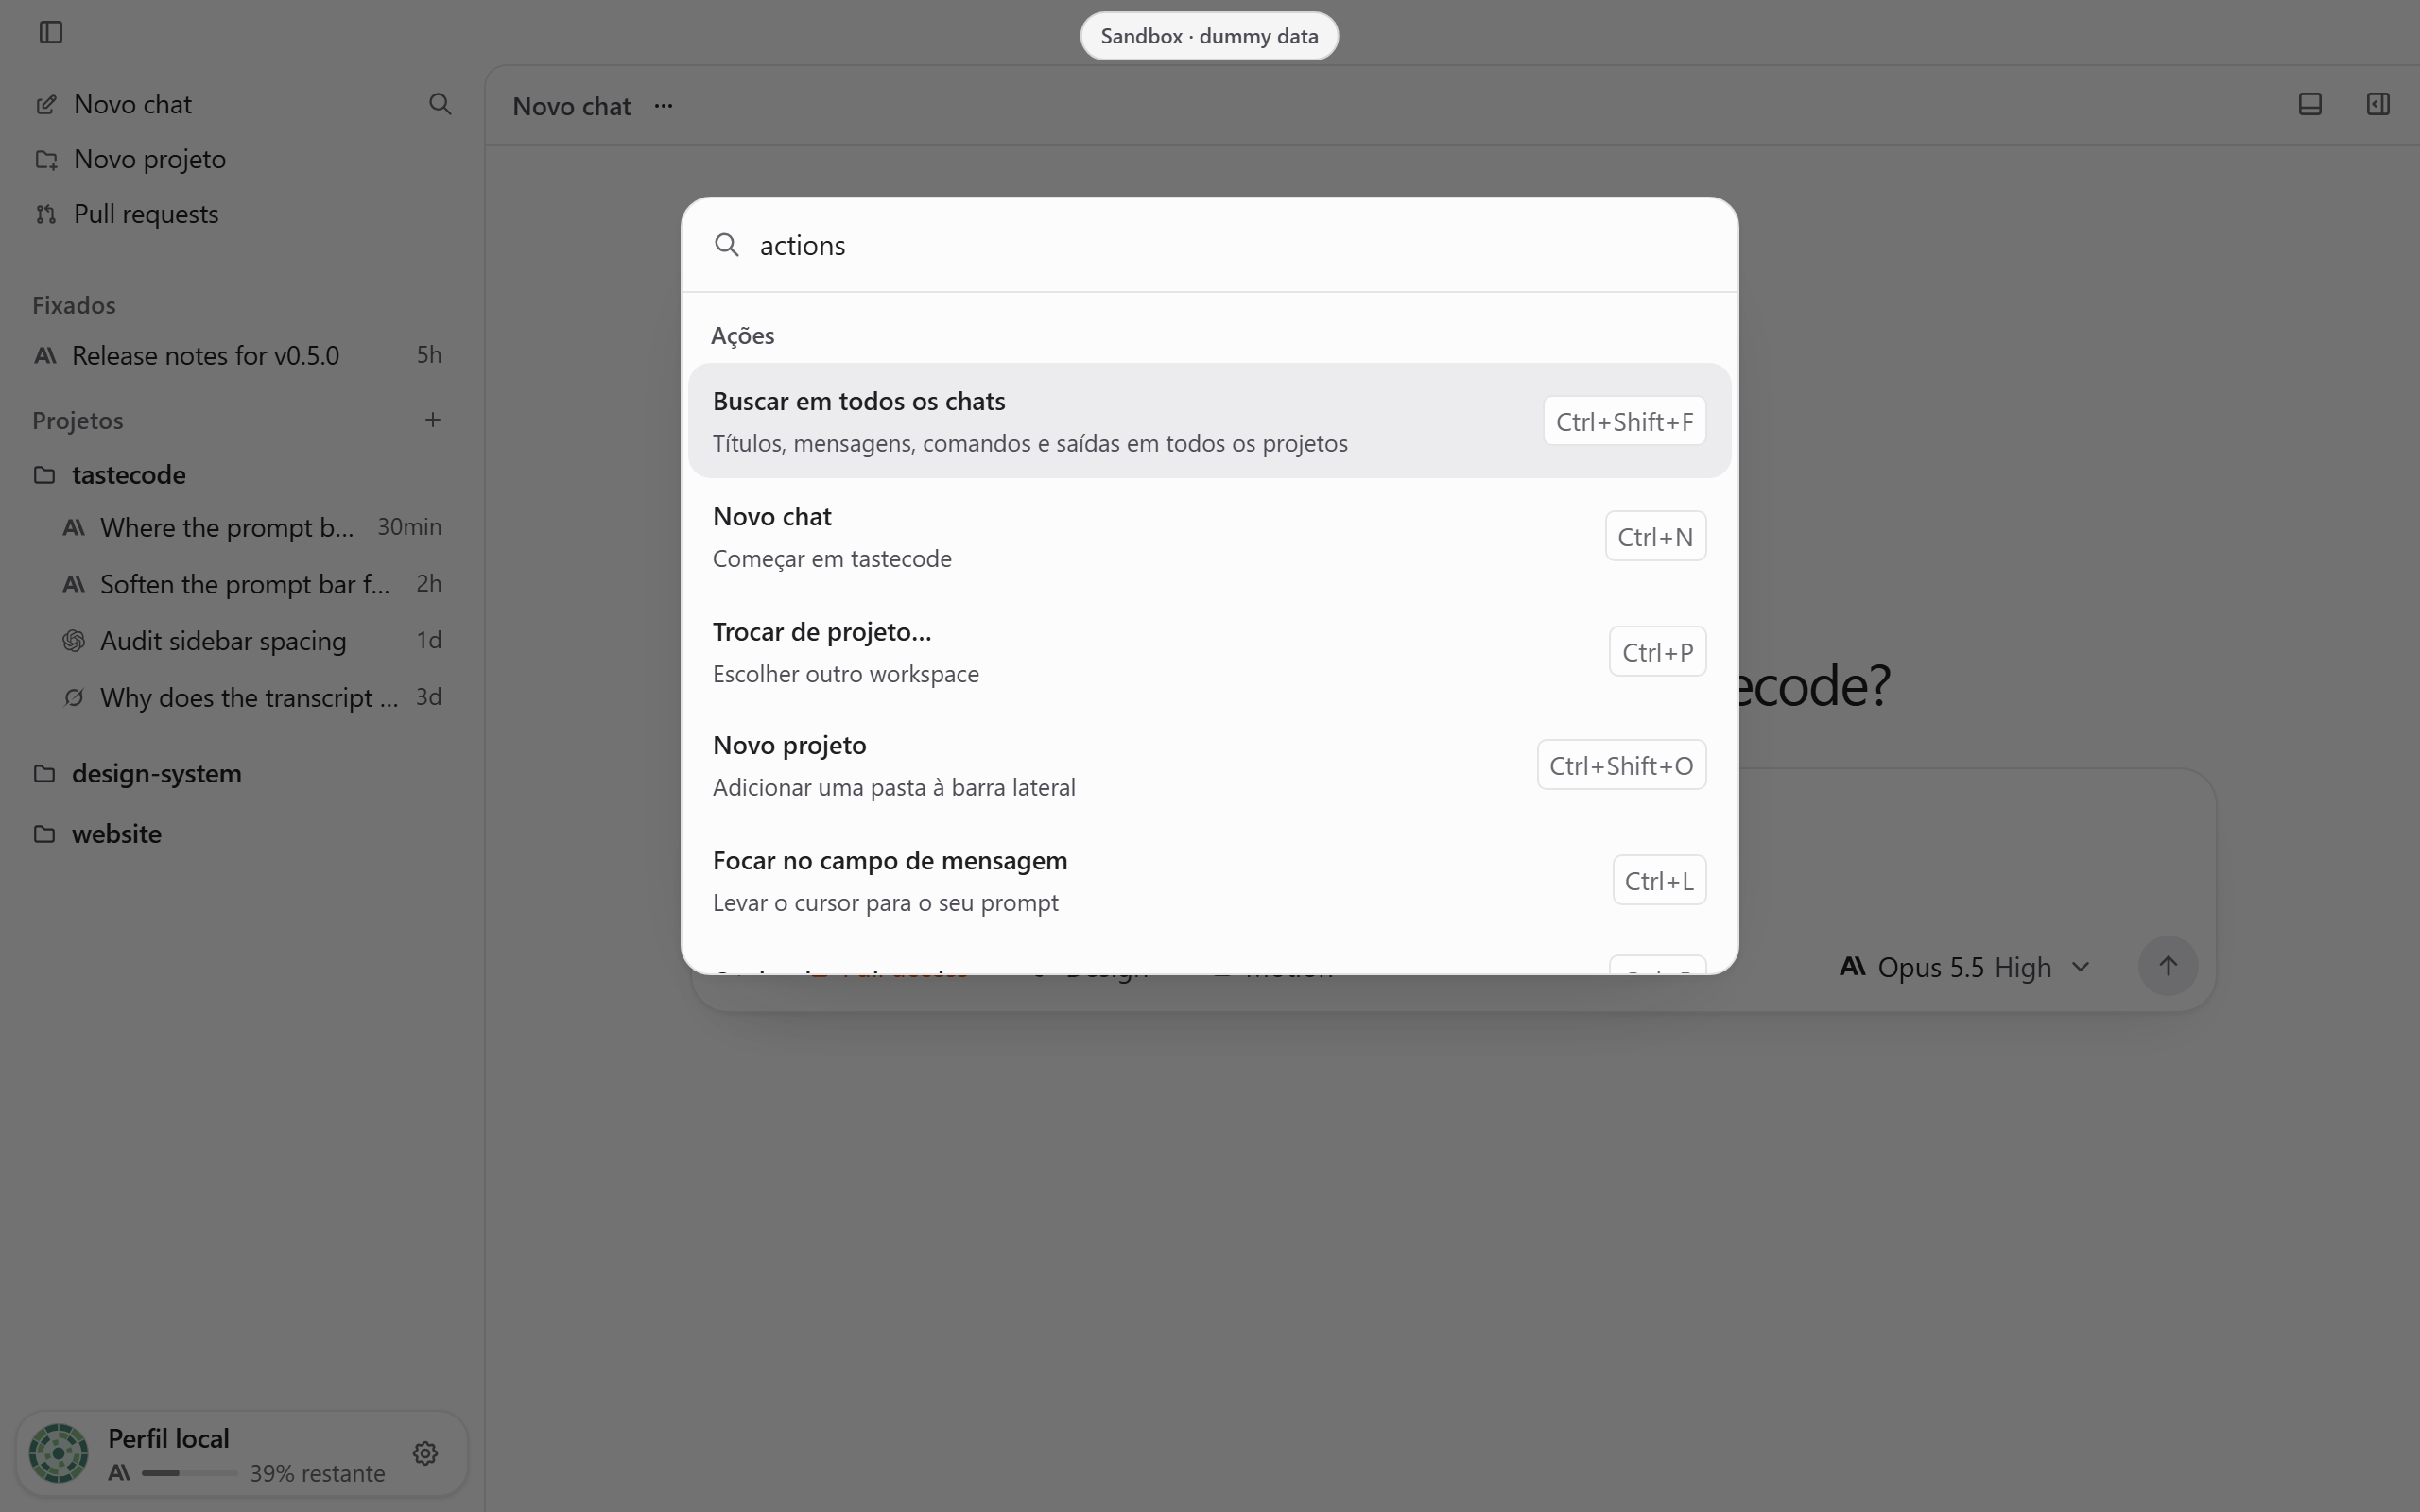 Sandbox · dummy data
Novo chat
Novo projeto
Pull requests
Fixados
Release notes for v0.5.0 5h
Projetos
tastecode
Where the prompt b... 30min
Soften the prompt bar f... 2h
Audit sidebar spacing 1d
Why does the transcript ... 3d
design-system
website
Perfil local
39% restante
Novo chat
actions
Ações
Buscar em todos os chats
Títulos, mensagens, comandos e saídas em todos os projetos
Ctrl+Shift+F
Novo chat
Começar em tastecode
Ctrl+N
Trocar de projeto...
Escolher outro workspace
Ctrl+P
Novo projeto
Adicionar uma pasta à barra lateral
Ctrl+Shift+O
Focar no campo de mensagem
Levar o cursor para o seu prompt
Ctrl+L
ecode?
Opus 5.5 High